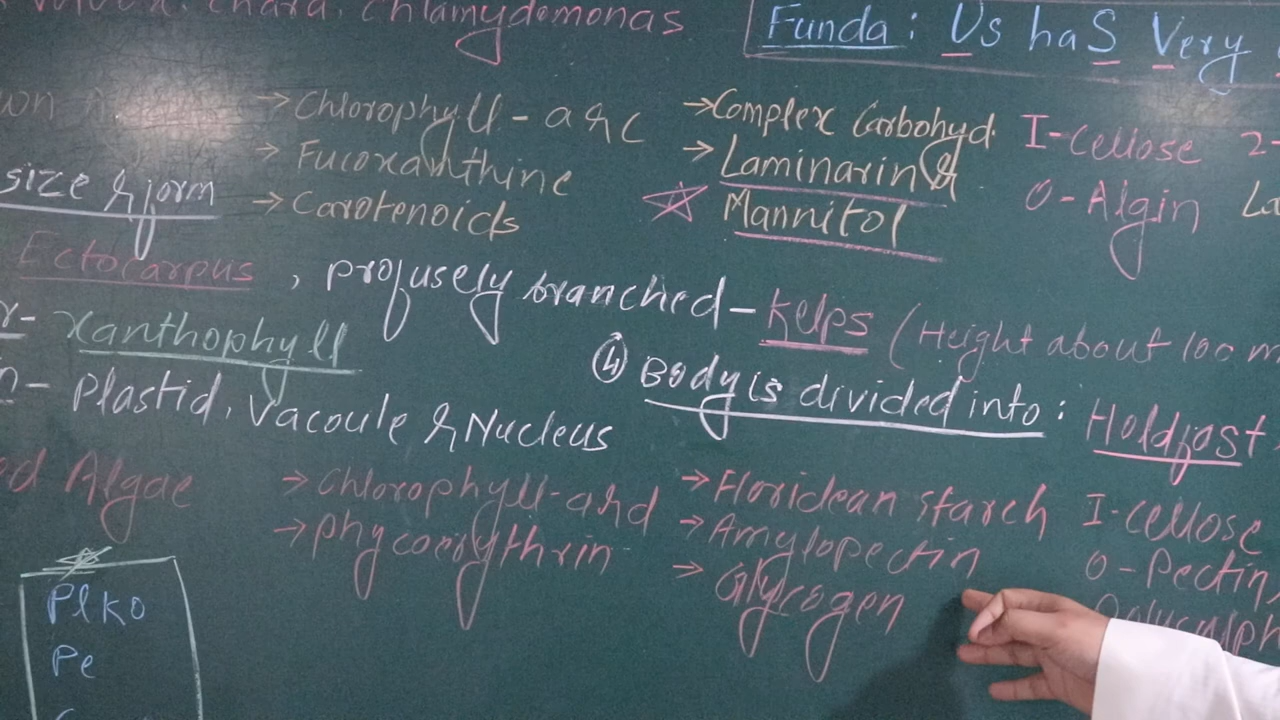 Volvox, Chara, Chlamydomonas
Funda: Us haS Very
→ Chlorophyll - a & c
→ Fucoxanthine
→ Carotenoids
→ Complex Carbohyd.
→ Laminarin &
Mannitol
I - cellose
O - Algin
size & form
Ectocarpus, profusely branched - Kelps (Height about 100 m
xanthophyll
④ Body is divided into: Holdfast
Plastid, Vacoule & Nucleus
Algae
→ Chlorophyll - a & d
→ Phycoerythrin
→ Floridean starch
→ Amylopectin
→ Glycogen
I - cellose
O - Pectin,
Plko
Pe